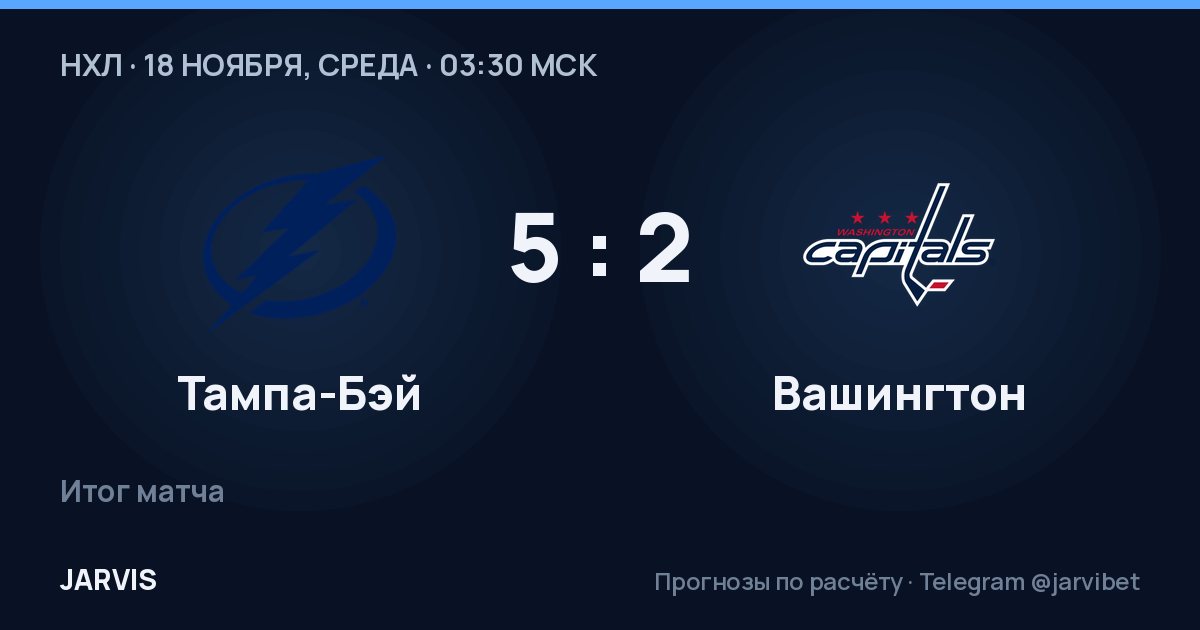 НХЛ · 18 НОЯБРЯ, СРЕДА · 03:30 МСК
5 : 2
WASHINGTON
capitals
Тампа-Бэй
Вашингтон
Итог матча
JARVIS
Прогнозы по расчёту · Telegram @jarvibet